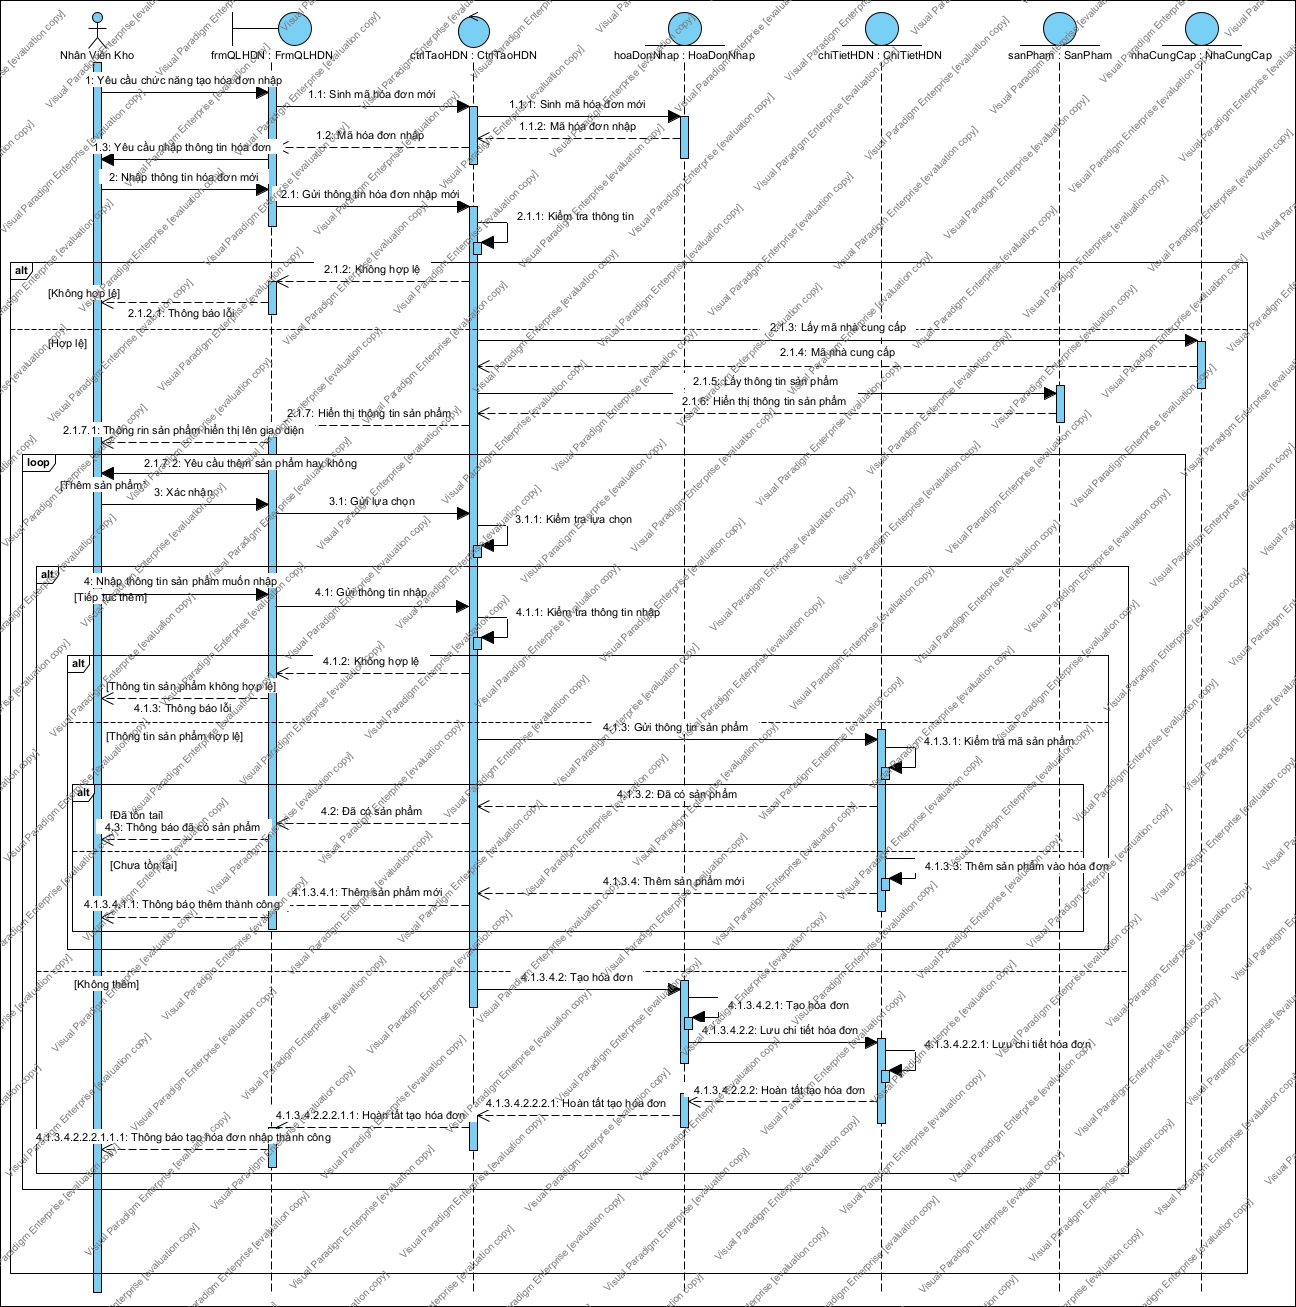 Nhân Viên Kho
frmQLHDN : FrmQLHDN
ctrlTaoHDN : CtrlTaoHDN
hoaDonNhap : HoaDonNhap
chiTietHDN : ChiTietHDN
sanPham : SanPham
nhaCungCap : NhaCungCap
1: Yêu cầu chức năng tạo hóa đơn nhập
1.1: Sinh mã hóa đơn mới
1.1.1: Sinh mã hóa đơn mới
1.1.2: Mã hóa đơn nhập
1.2: Mã hóa đơn nhập
1.3: Yêu cầu nhập thông tin hóa đơn
2: Nhập thông tin hóa đơn mới
2.1: Gửi thông tin hóa đơn nhập mới
2.1.1: Kiểm tra thông tin
alt
2.1.2: Không hợp lệ
[Không hợp lệ]
2.1.2.1: Thông báo lỗi
2.1.3: Lấy mã nhà cung cấp
[Hợp lệ]
2.1.4: Mã nhà cung cấp
2.1.5: Lấy thông tin sản phẩm
2.1.6: Hiển thị thông tin sản phẩm
2.1.7: Hiển thị thông tin sản phẩm
2.1.7.1: Thông rin sản phẩm hiển thị lên giao diện
loop
2.1.7.2: Yêu cầu thêm sản phẩm hay không
[Thêm sản phẩm]
3: Xác nhận
3.1: Gửi lựa chọn
3.1.1: Kiểm tra lựa chọn
alt
4: Nhập thông tin sản phẩm muốn nhập
[Tiếp tục thêm]
4.1: Gửi thông tin nhập
4.1.1: Kiểm tra thông tin nhập
alt
4.1.2: Không hợp lệ
[Thông tin sản phẩm không hợp lệ]
4.1.3: Thông báo lỗi
4.1.3: Gửi thông tin sản phẩm
[Thông tin sản phẩm hợp lệ]
4.1.3.1: Kiểm tra mã sản phẩm
alt
4.1.3.2: Đã có sản phẩm
[Đã tồn tại]
4.2: Đã có sản phẩm
4.3: Thông báo đã có sản phẩm
[Chưa tồn tại]
4.1.3.3: Thêm sản phẩm vào hóa đơn
4.1.3.4: Thêm sản phẩm mới
4.1.3.4.1: Thêm sản phẩm mới
4.1.3.4.1.1: Thông báo thêm thành công
[Không thêm]
4.1.3.4.2: Tạo hóa đơn
4.1.3.4.2.1: Tạo hóa đơn
4.1.3.4.2.2: Lưu chi tiết hóa đơn
4.1.3.4.2.2.1: Lưu chi tiết hóa đơn
4.1.3.4.2.2.2: Hoàn tất tạo hóa đơn
4.1.3.4.2.2.2.1: Hoàn tất tạo hóa đơn
4.1.3.4.2.2.2.1.1: Hoàn tất tạo hóa đơn
4.1.3.4.2.2.2.1.1.1: Thông báo tạo hóa đơn nhập thành công
Visual Paradigm Enterprise [evaluation copy]